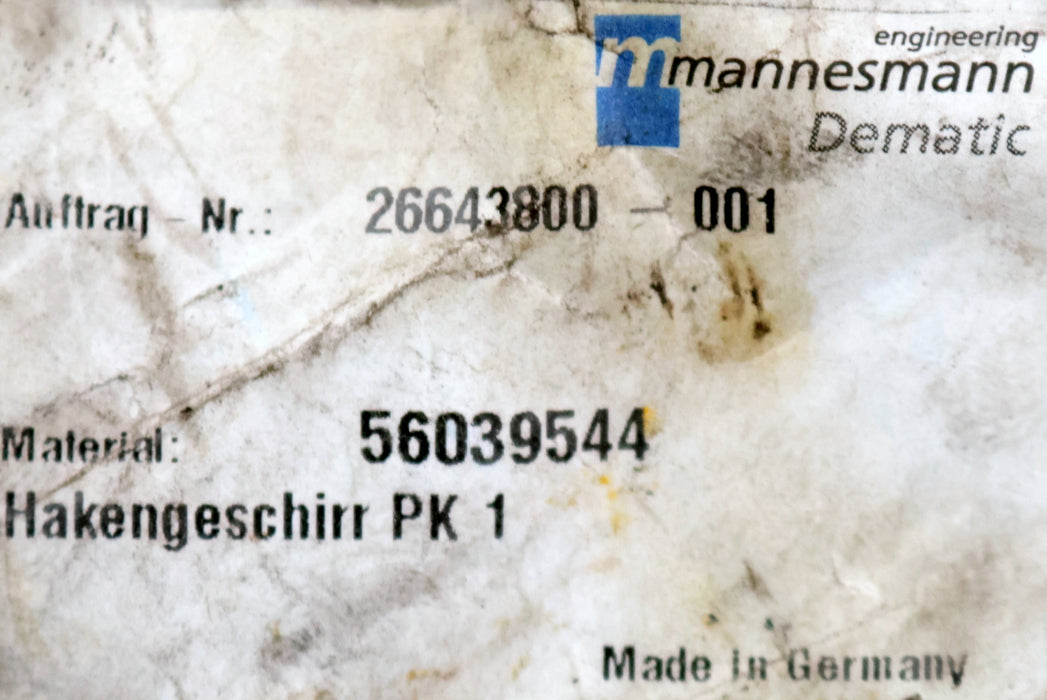 engineering
m mannesmann
Dematic
Auftrag - Nr.: 26643800 - 001
Material: 56039544
Hakengeschirr PK 1
Made in Germany